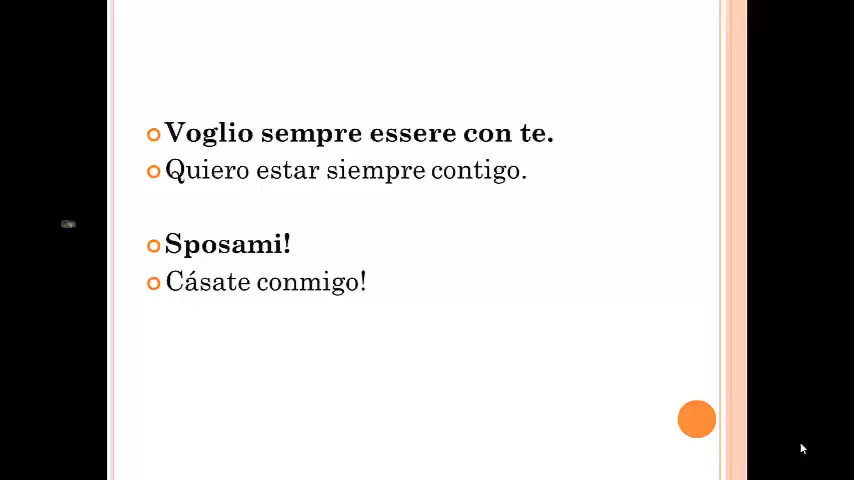 Voglio sempre essere con te.
Quiero estar siempre contigo.
Sposami!
Cásate conmigo!